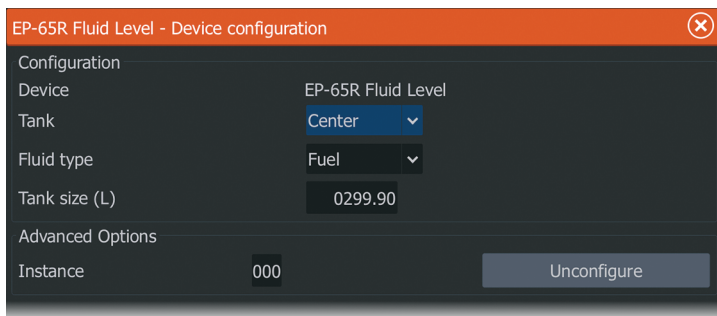 EP-65R Fluid Level - Device configuration
Configuration
Device EP-65R Fluid Level
Tank Center
Fluid type Fuel
Tank size (L) 0299.90
Advanced Options
Instance 000 Unconfigure